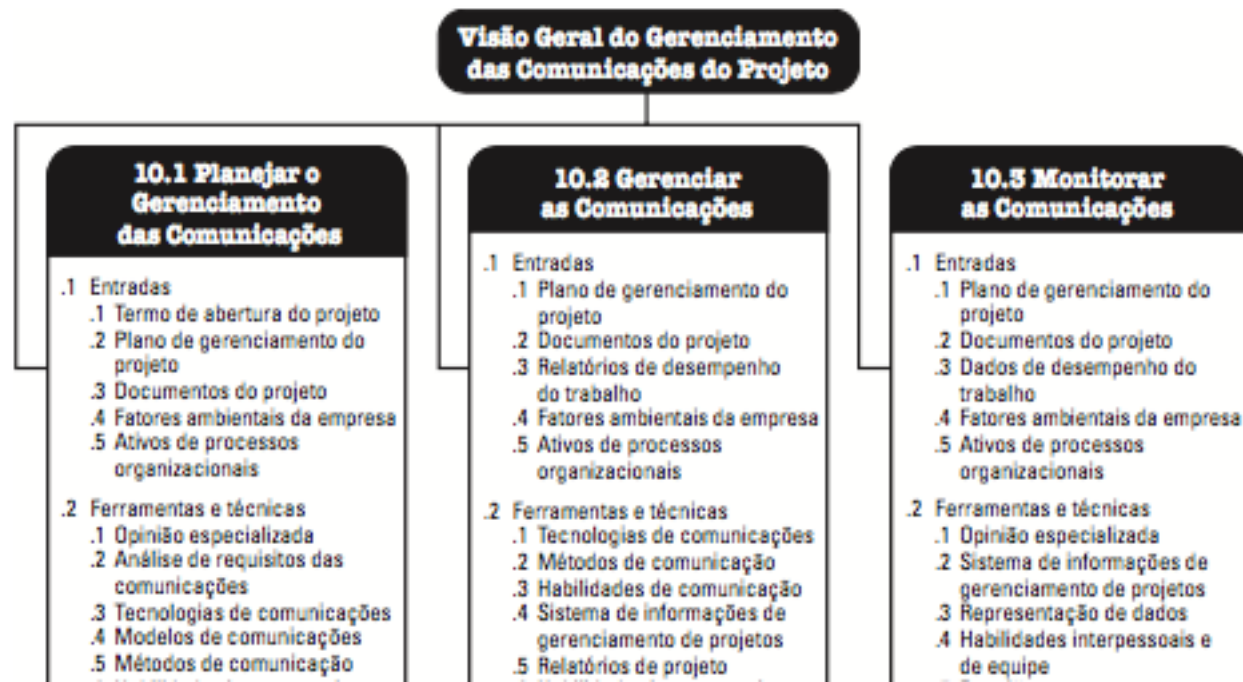 Visão Geral do Gerenciamento
das Comunicações do Projeto
10.1 Planejar o
Gerenciamento
das Comunicações
.1 Entradas
.1 Termo de abertura do projeto
.2 Plano de gerenciamento do
projeto
.3 Documentos do projeto
.4 Fatores ambientais da empresa
.5 Ativos de processos
organizacionais
.2 Ferramentas e técnicas
.1 Opinião especializada
.2 Análise de requisitos das
comunicações
.3 Tecnologias de comunicações
.4 Modelos de comunicações
.5 Métodos de comunicação
10.2 Gerenciar
as Comunicações
.1 Entradas
.1 Plano de gerenciamento do
projeto
.2 Documentos do projeto
.3 Relatórios de desempenho
do trabalho
.4 Fatores ambientais da empresa
.5 Ativos de processos
organizacionais
.2 Ferramentas e técnicas
.1 Tecnologias de comunicações
.2 Métodos de comunicação
.3 Habilidades de comunicação
.4 Sistema de informações de
gerenciamento de projetos
.5 Relatórios de projeto
10.3 Monitorar
as Comunicações
.1 Entradas
.1 Plano de gerenciamento do
projeto
.2 Documentos do projeto
.3 Dados de desempenho do
trabalho
.4 Fatores ambientais da empresa
.5 Ativos de processos
organizacionais
.2 Ferramentas e técnicas
.1 Opinião especializada
.2 Sistema de informações de
gerenciamento de projetos
.3 Representação de dados
.4 Habilidades interpessoais e
de equipe